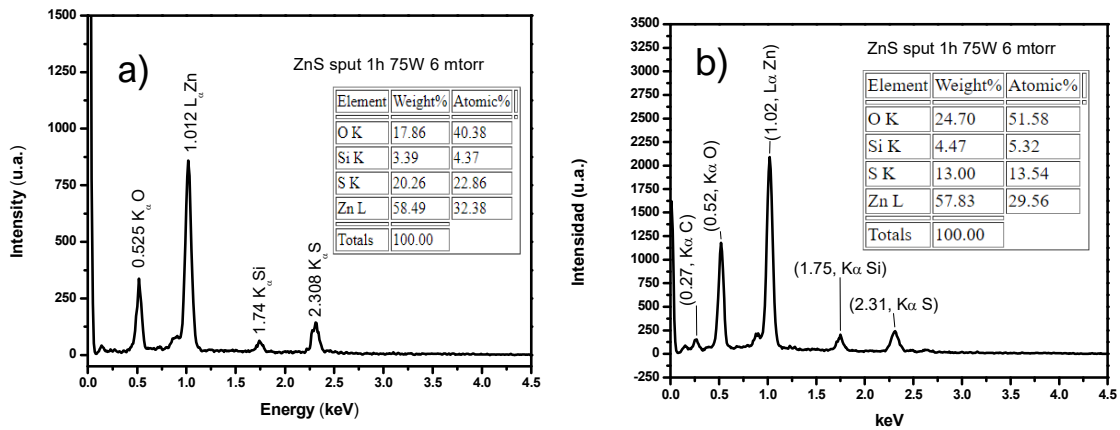 a)
ZnS sput 1h 75W 6 mtorr
Element Weight% Atomic%
O K 17.86 40.38
Si K 3.39 4.37
S K 20.26 22.86
Zn L 58.49 32.38
Totals 100.00
0.525 Kα O
1.012 Lα Zn
1.74 Kα Si
2.308 Kα S
Intensity (u.a.)
1500
1250
1000
750
500
250
0
0.0 0.5 1.0 1.5 2.0 2.5 3.0 3.5 4.0 4.5
Energy (keV)
b)
ZnS sput 1h 75W 6 mtorr
Element Weight% Atomic%
O K 24.70 51.58
Si K 4.47 5.32
S K 13.00 13.54
Zn L 57.83 29.56
Totals 100.00
(0.27, Kα C)
(0.52, Kα O)
(1.02, Lα Zn)
(1.75, Kα Si)
(2.31, Kα S)
Intensidad (u.a.)
3500
3250
3000
2750
2500
2250
2000
1750
1500
1250
1000
750
500
250
0
-250
0.0 0.5 1.0 1.5 2.0 2.5 3.0 3.5 4.0 4.5
keV